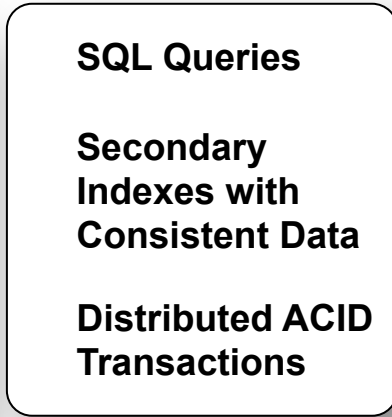 SQL Queries
Secondary
Indexes with
Consistent Data
Distributed ACID
Transactions